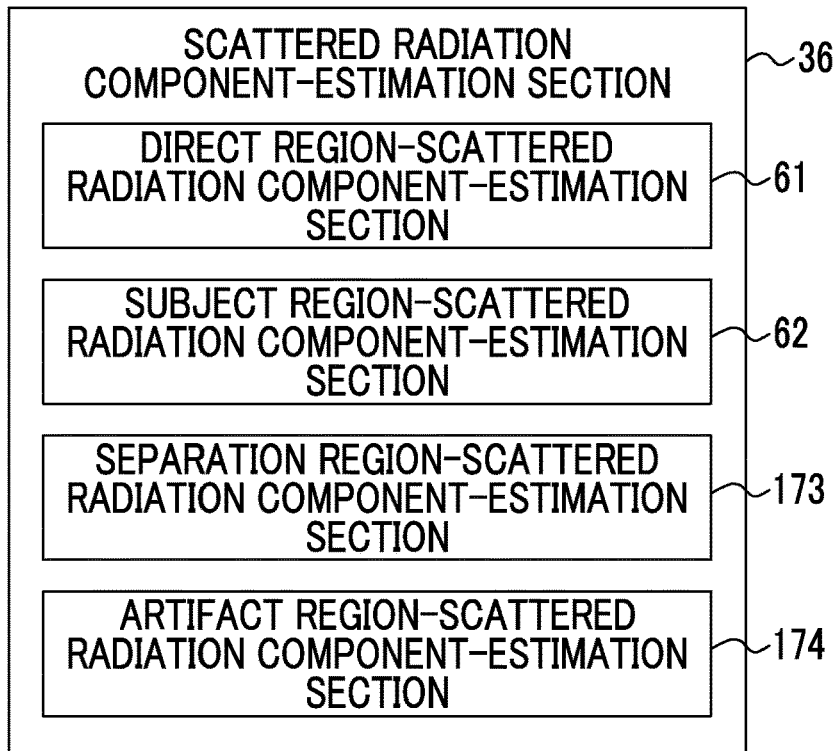 SCATTERED RADIATION
COMPONENT-ESTIMATION SECTION
36
DIRECT REGION-SCATTERED
RADIATION COMPONENT-ESTIMATION
SECTION
61
SUBJECT REGION-SCATTERED
RADIATION COMPONENT-ESTIMATION
SECTION
62
SEPARATION REGION-SCATTERED
RADIATION COMPONENT-ESTIMATION
SECTION
173
ARTIFACT REGION-SCATTERED
RADIATION COMPONENT-ESTIMATION
SECTION
174